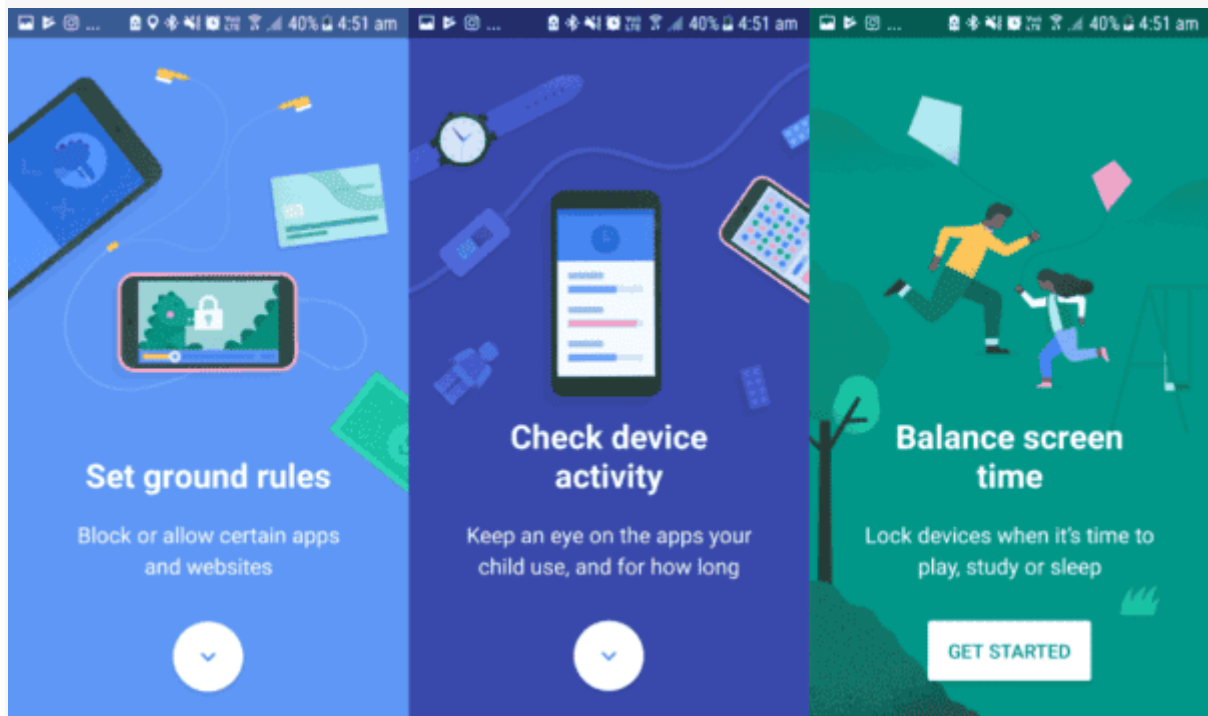 ... 40% 4:51 am
Set ground rules
Block or allow certain apps
and websites
... 40% 4:51 am
Check device
activity
Keep an eye on the apps your
child use, and for how long
... 40% 4:51 am
Balance screen
time
Lock devices when it's time to
play, study or sleep
GET STARTED